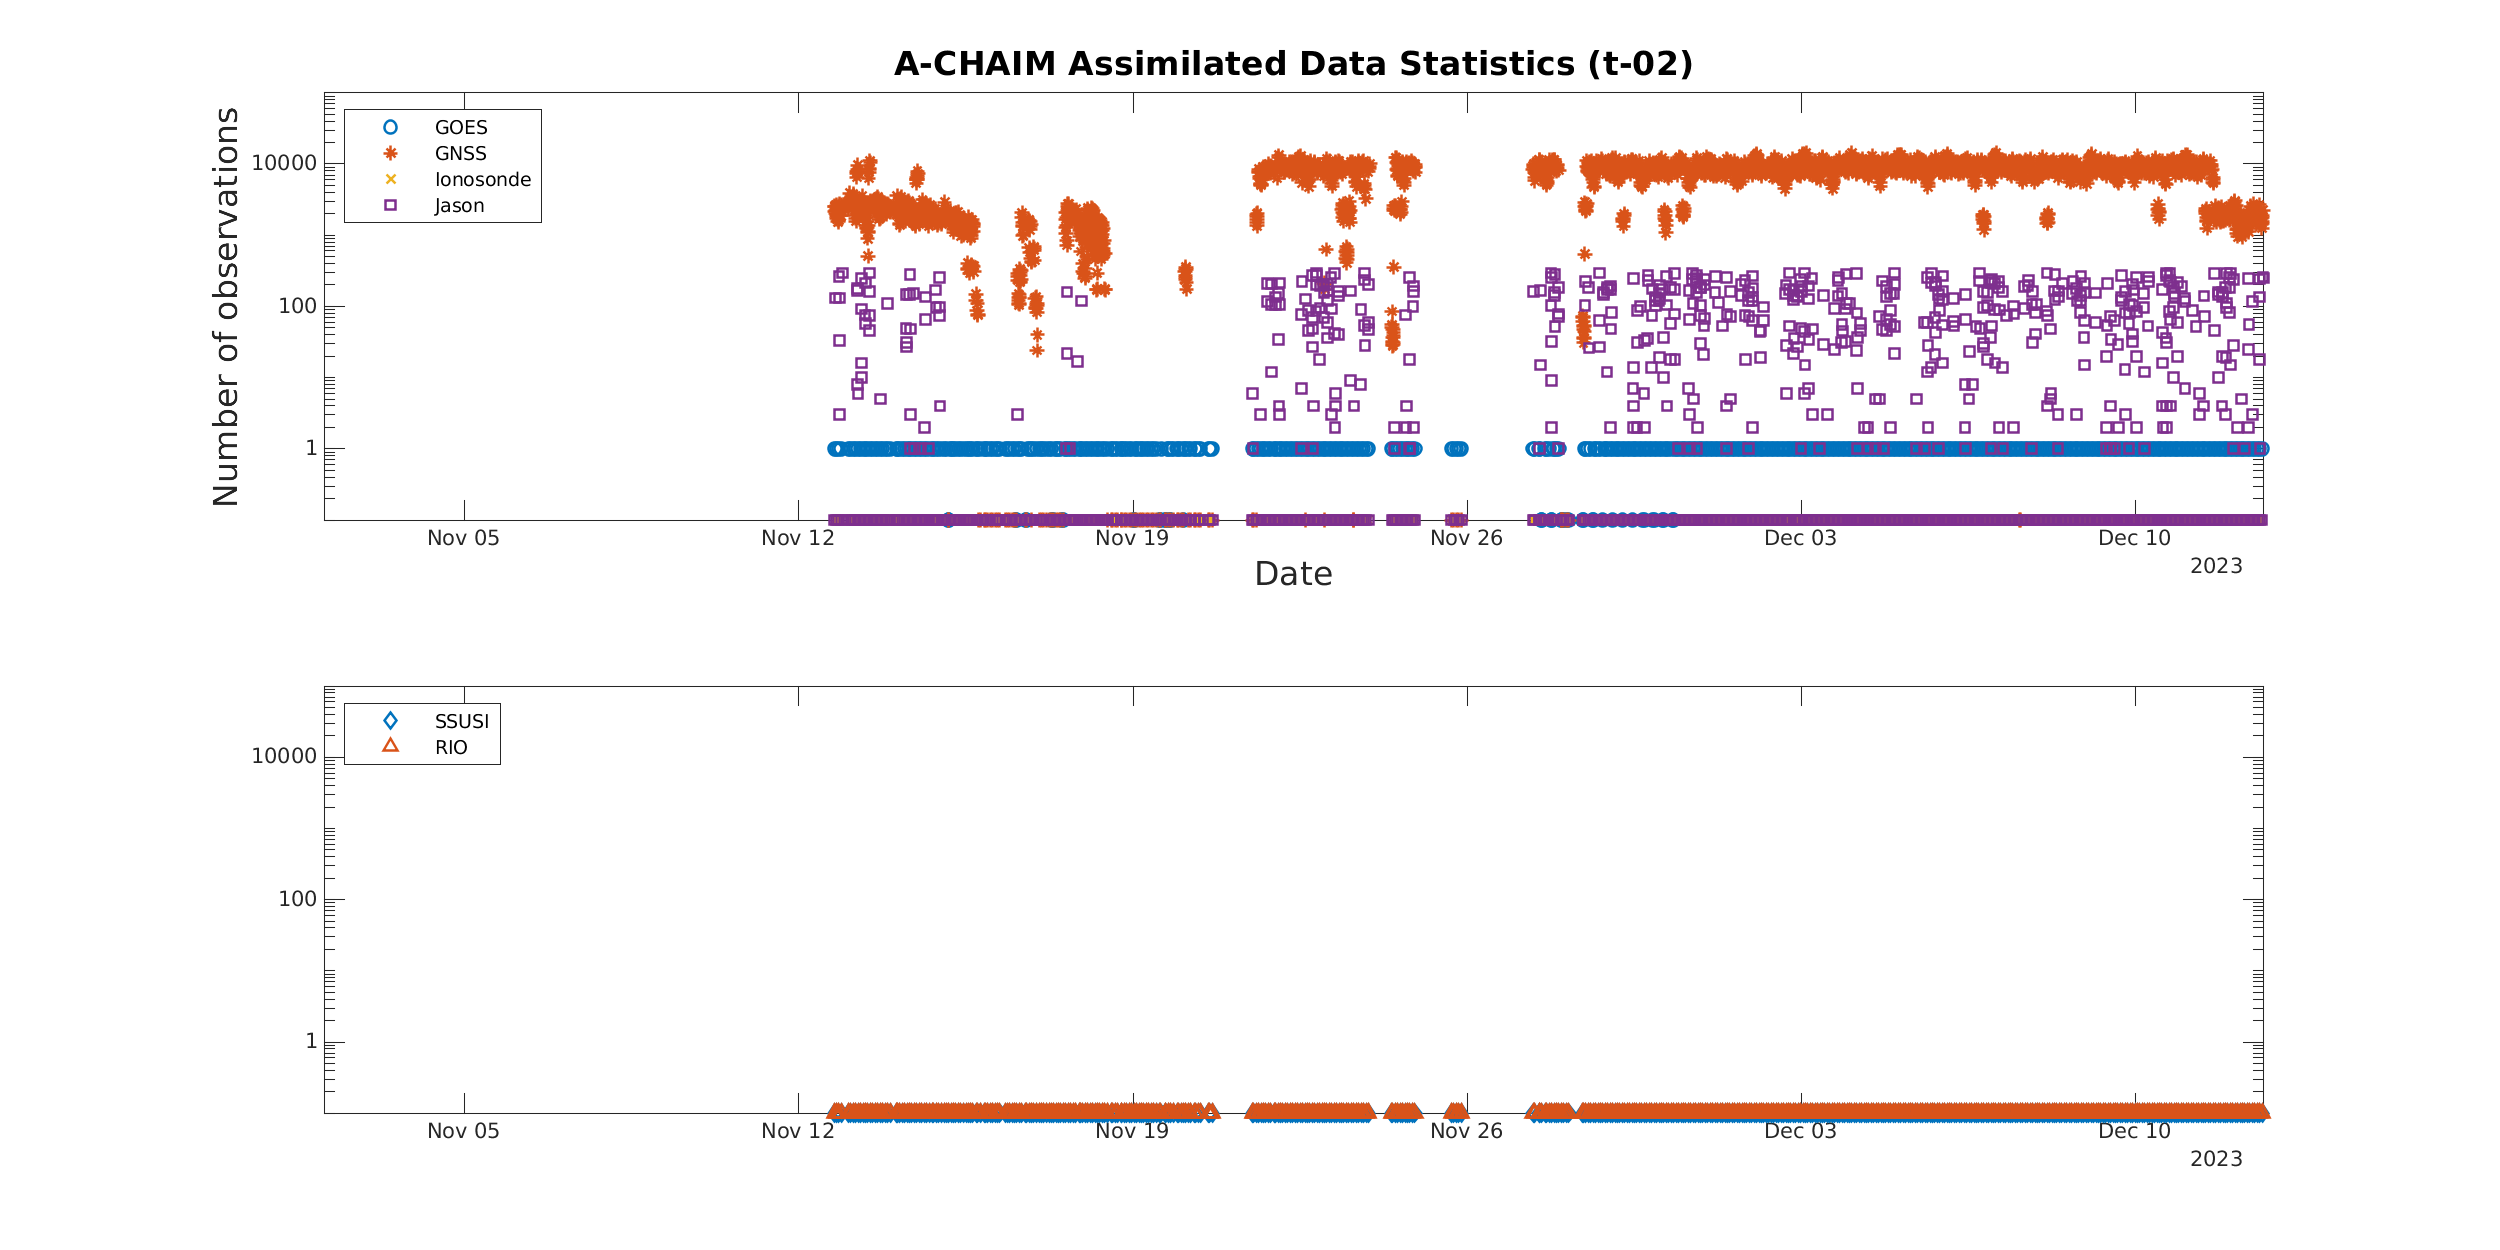 A-CHAIM Assimilated Data Statistics (t-02)
Number of observations
10000
100
1
GOES
GNSS
Ionosonde
Jason
Nov 05 Nov 12 Nov 19 Nov 26 Dec 03 Dec 10
2023
Date
10000
100
1
SSUSI
RIO
Nov 05 Nov 12 Nov 19 Nov 26 Dec 03 Dec 10
2023